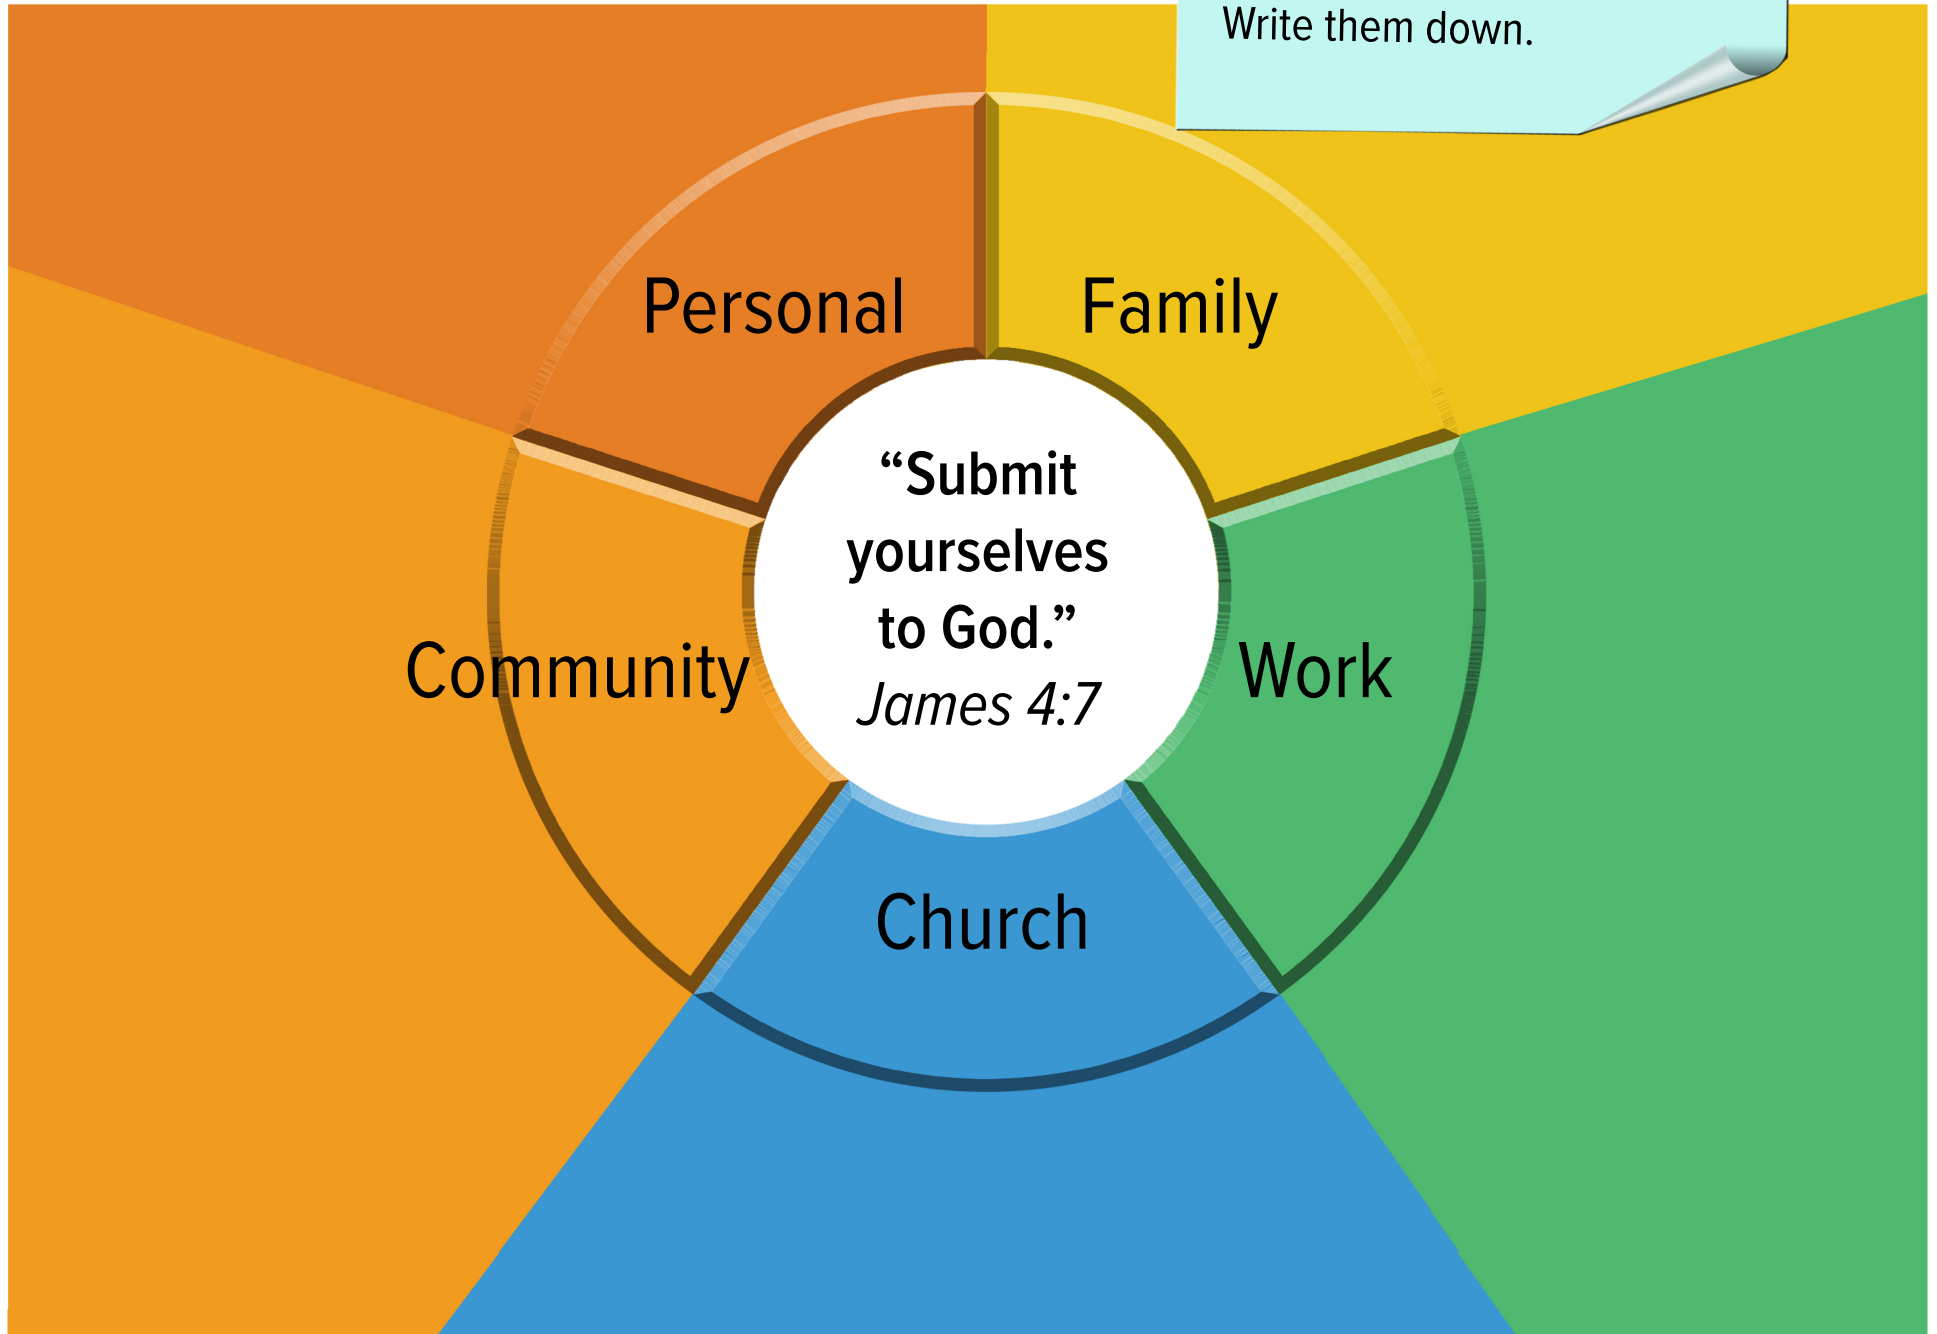 Write them down.
Personal
Family
“Submit
yourselves
to God.”
James 4:7
Community
Work
Church